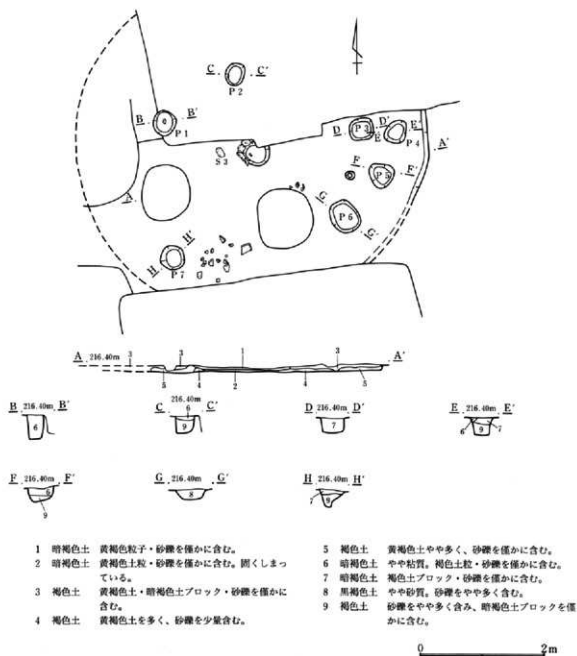 C C'
P2
B B'
P1
D P3 D'
E E'
P4
A'
S3
F F'
P5
A
G
P6
G'
H H'
P7
A 216.40m 3 3 1 3 A'
5 4 2 4 5
B 216.40m B'
6
C 216.40m C'
6
9
D 216.40m D'
7
E 216.40m E'
6 9 7
F 216.40m F'
9
G 216.40m G'
8
H 216.40m H'
7
1 暗褐色土 黄褐色粒子・砂礫を僅かに含む。
2 暗褐色土 黄褐色土粒・砂礫を僅かに含む。固くしまっ
ている。
3 褐色土 黄褐色土・暗褐色土ブロック・砂礫を僅かに
含む。
4 褐色土 黄褐色土を多く、砂礫を少量含む。
5 褐色土 黄褐色土やや多く、砂礫を僅かに含む。
6 暗褐色土 やや粘質。褐色土粒・砂礫を僅かに含む。
7 暗褐色土 褐色土ブロック・砂礫を僅かに含む。
8 黒褐色土 やや砂質。砂礫をやや多く含む。
9 褐色土 砂礫をやや多く含み、暗褐色土ブロックを僅
かに含む。
0 2m